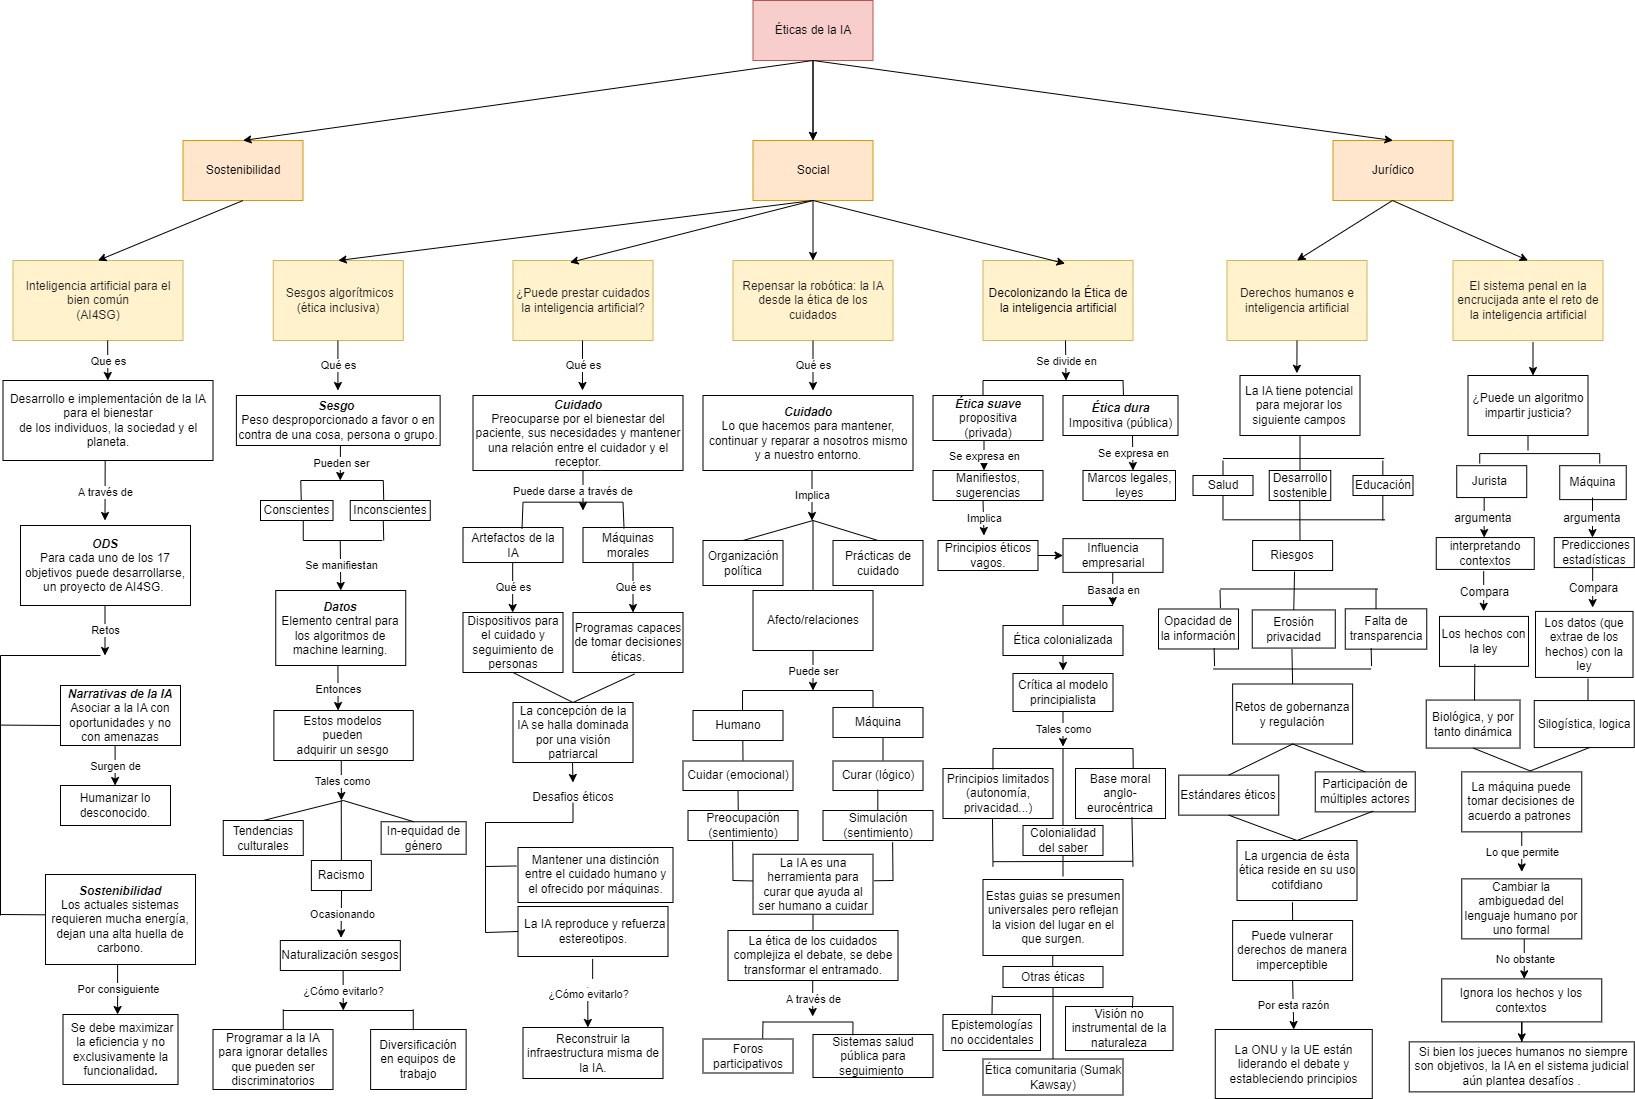 Éticas de la IA
Sostenibilidad
Social
Jurídico
Inteligencia artificial para el
bien común
(AI4SG)
Que es
Desarrollo e implementación de la IA
para el bienestar
de los individuos, la sociedad y el
planeta.
A través de
ODS
Para cada uno de los 17
objetivos puede desarrollarse,
un proyecto de AI4SG.
Retos
Narrativas de la IA
Asociar a la IA con
oportunidades y no
con amenazas
Surgen de
Humanizar lo
desconocido.
Sostenibilidad
Los actuales sistemas
requieren mucha energía,
dejan una alta huella de
carbono.
Por consiguiente
Se debe maximizar
la eficiencia y no
exclusivamente la
funcionalidad.
Sesgos algorítmicos
(ética inclusiva)
Qué es
Sesgo
Peso desproporcionado a favor o en
contra de una cosa, persona o grupo.
Pueden ser
Conscientes
Inconscientes
Se manifiestan
Datos
Elemento central para
los algoritmos de
machine learning.
Entonces
Estos modelos
pueden
adquirir un sesgo
Tales como
Tendencias
culturales
Racismo
In-equidad de
género
Ocasionando
Naturalización sesgos
¿Cómo evitarlo?
Programar a la IA
para ignorar detalles
que pueden ser
discriminatorios
Diversificación
en equipos de
trabajo
¿Puede prestar cuidados
la inteligencia artificial?
Qué es
Cuidado
Preocuparse por el bienestar del
paciente, sus necesidades y mantener
una relación entre el cuidador y el
receptor.
Puede darse a través de
Artefactos de la
IA
Máquinas
morales
Qué es
Qué es
Dispositivos para
el cuidado y
seguimiento de
personas
Programas capaces
de tomar decisiones
éticas.
La concepción de la
IA se halla dominada
por una visión
patriarcal
Desafios éticos
Mantener una distinción
entre el cuidado humano y
el ofrecido por máquinas.
La IA reproduce y refuerza
estereotipos.
¿Cómo evitarlo?
Reconstruir la
infraestructura misma de
la IA.
Repensar la robótica: la IA
desde la ética de los
cuidados
Qué es
Cuidado
Lo que hacemos para mantener,
continuar y reparar a nosotros mismo
y a nuestro entorno.
Implica
Organización
política
Prácticas de
cuidado
Afecto/relaciones
Puede ser
Humano
Máquina
Cuidar (emocional)
Curar (lógico)
Preocupación
(sentimiento)
Simulación
(sentimiento)
La IA es una
herramienta para
curar que ayuda al
ser humano a cuidar
La ética de los cuidados
complejiza el debate, se debe
transformar el entramado.
A través de
Foros
participativos
Sistemas salud
pública para
seguimiento
Decolonizando la Ética de
la inteligencia artificial
Se divide en
Ética suave
propositiva
(privada)
Ética dura
Impositiva (pública)
Se expresa en
Se expresa en
Manifiestos,
sugerencias
Marcos legales,
leyes
Implica
Principios éticos
vagos.
Influencia
empresarial
Basada en
Ética colonializada
Crítica al modelo
principialista
Tales como
Principios limitados
(autonomía,
privacidad...)
Base moral
anglo-
eurocéntrica
Colonialidad
del saber
Estas guias se presumen
universales pero reflejan
la vision del lugar en el
que surgen.
Otras éticas
Epistemologías
no occidentales
Visión no
instrumental de la
naturaleza
Ética comunitaria (Sumak
Kawsay)
Derechos humanos e
inteligencia artificial
La IA tiene potencial
para mejorar los
siguiente campos
Salud
Desarrollo
sostenible
Educación
Riesgos
Opacidad de
la información
Erosión
privacidad
Falta de
transparencia
Retos de gobernanza
y regulación
Estándares éticos
Participación de
múltiples actores
La urgencia de ésta
ética reside en su uso
cotifdiano
Puede vulnerar
derechos de manera
imperceptible
Por esta razón
La ONU y la UE están
liderando el debate y
estableciendo principios
El sistema penal en la
encrucijada ante el reto de
la inteligencia artificial
¿Puede un algoritmo
impartir justicia?
Jurista
Máquina
argumenta
argumenta
interpretando
contextos
Predicciones
estadísticas
Compara
Compara
Los hechos con
la ley
Los datos (que
extrae de los
hechos) con la
ley
Biológica, y por
tanto dinámica
Silogística, logica
La máquina puede
tomar decisiones de
acuerdo a patrones
Lo que permite
Cambiar la
ambiguedad del
lenguaje humano por
uno formal
No obstante
Ignora los hechos y los
contextos
Si bien los jueces humanos no siempre
son objetivos, la IA en el sistema judicial
aún plantea desafíos .